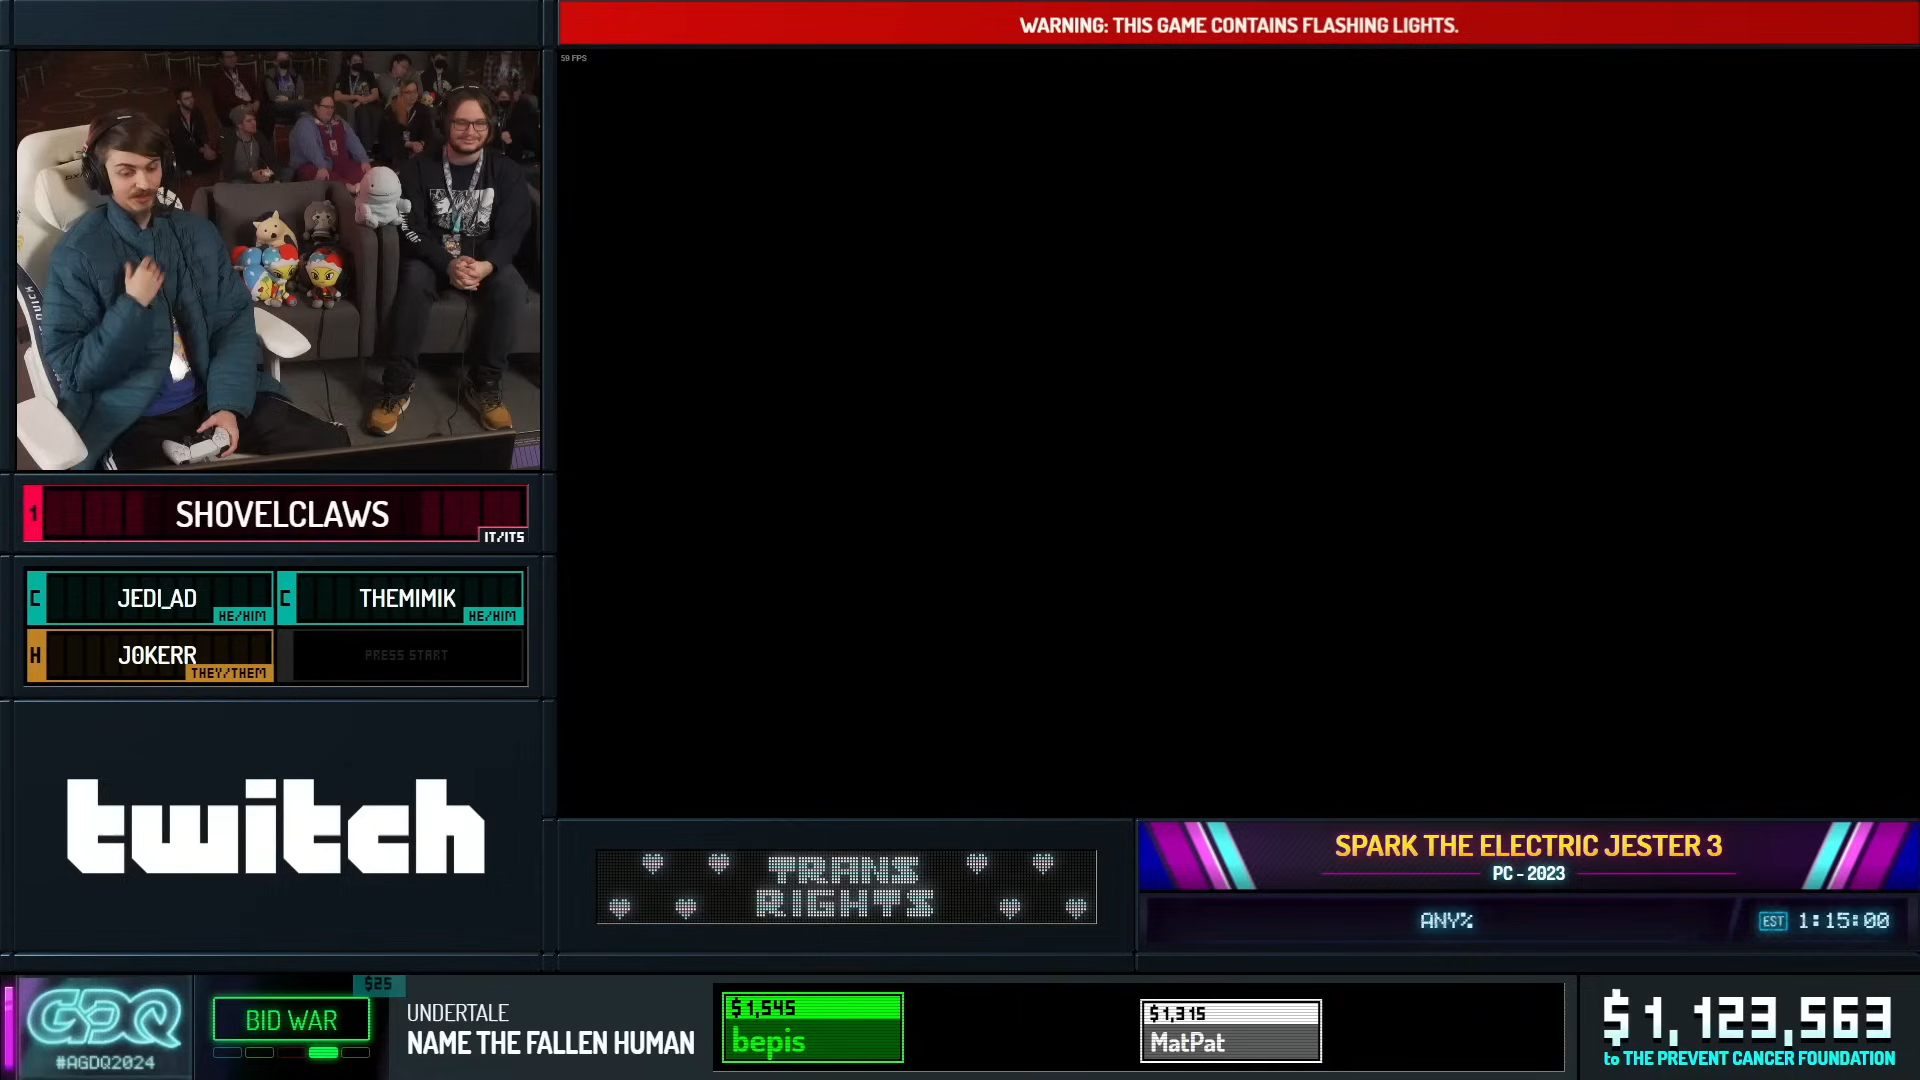 WARNING: THIS GAME CONTAINS FLASHING LIGHTS.
59 FPS
1
SHOVELCLAWS
IT/ITS
C
JEDI_AD
HE/HIM
C
THEMIMIK
HE/HIM
H
J0KERR
THEY/THEM
PRESS START
twitch
TRANS
RIGHTS
SPARK THE ELECTRIC JESTER 3
PC - 2023
ANY%
EST 1:15:00
GDQ
#AGDQ2024
$25
BID WAR
UNDERTALE
NAME THE FALLEN HUMAN
$1,545
bepis
$1,315
MatPat
$1,123,563
to THE PREVENT CANCER FOUNDATION